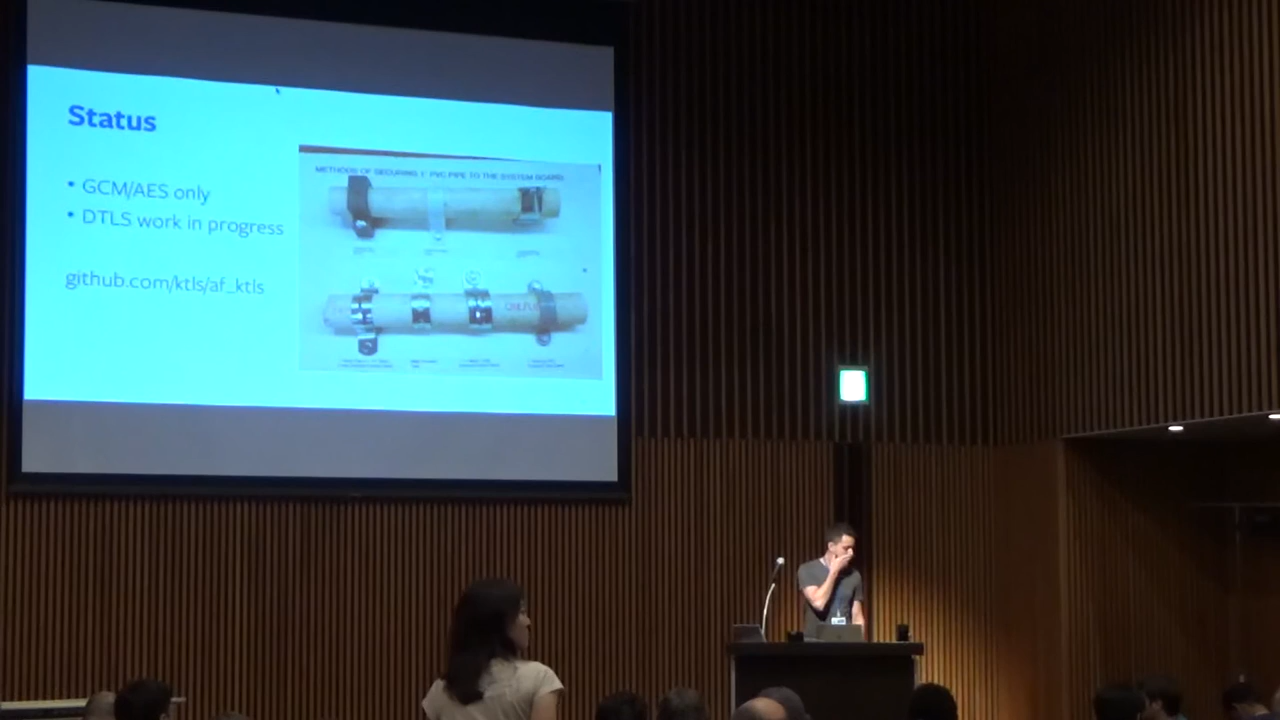 Status
• GCM/AES only
• DTLS work in progress
github.com/ktls/af_ktls
METHODS OF SECURING 1" PVC PIPE TO THE SYSTEM BOARD